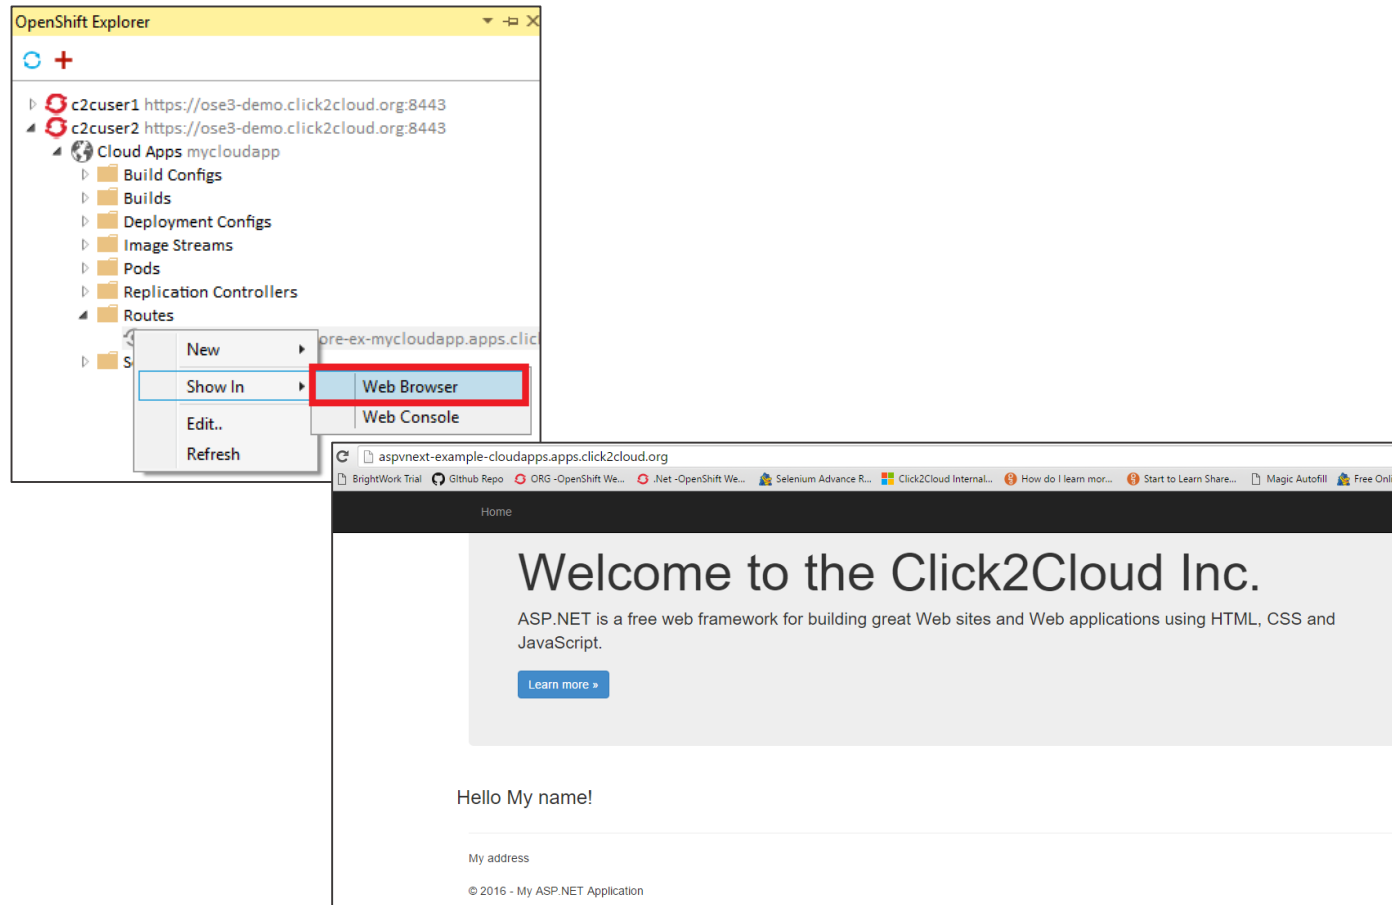 OpenShift Explorer
c2cuser1 https://ose3-demo.click2cloud.org:8443
c2cuser2 https://ose3-demo.click2cloud.org:8443
Cloud Apps mycloudapp
Build Configs
Builds
Deployment Configs
Image Streams
Pods
Replication Controllers
Routes
ore-ex-mycloudapp.apps.clic
S
New
Show In
Edit..
Refresh
Web Browser
Web Console
aspvnext-example-cloudapps.apps.click2cloud.org
BrightWork Trial GIthub Repo ORG -OpenShift We... .Net -OpenShift We... Selenium Advance R... Click2Cloud Internal... How do I learn mor... Start to Learn Share... Magic Autofill Free Onli
Home
Welcome to the Click2Cloud Inc.
ASP.NET is a free web framework for building great Web sites and Web applications using HTML, CSS and
JavaScript.
Learn more »
Hello My name!
My address
© 2016 - My ASP.NET Application